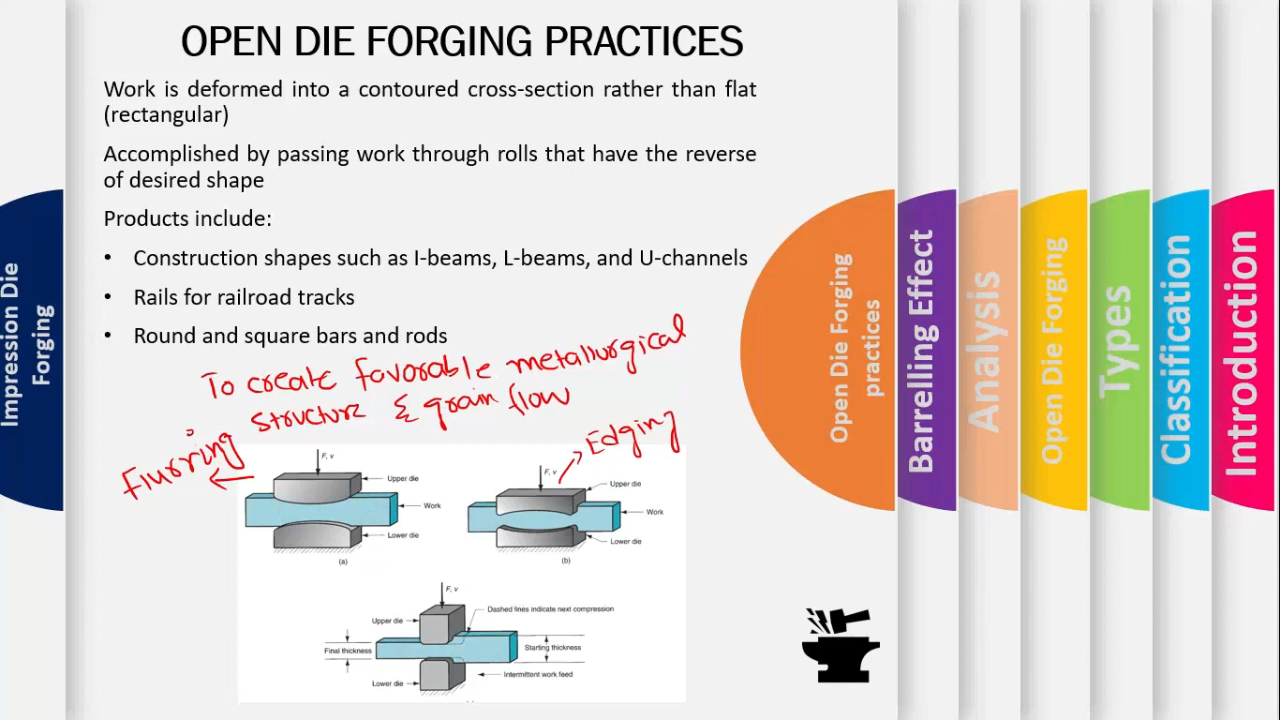 OPEN DIE FORGING PRACTICES
Work is deformed into a contoured cross-section rather than flat
(rectangular)
Accomplished by passing work through rolls that have the reverse
of desired shape
Products include:
• Construction shapes such as I-beams, L-beams, and U-channels
• Rails for railroad tracks
• Round and square bars and rods
To create favorable metallurgical
structure & grain flow
Flurring
Edging
F, v
Upper die
Work
Lower die
(a)
F, v
Upper die
Work
Lower die
(b)
F, v
Dashed lines indicate next compression
Upper die
Final thickness
Starting thickness
Intermittent work feed
Lower die
Impression Die
Forging
Open Die Forging
practices
Barrelling Effect
Analysis
Open Die Forging
Types
Classification
Introduction